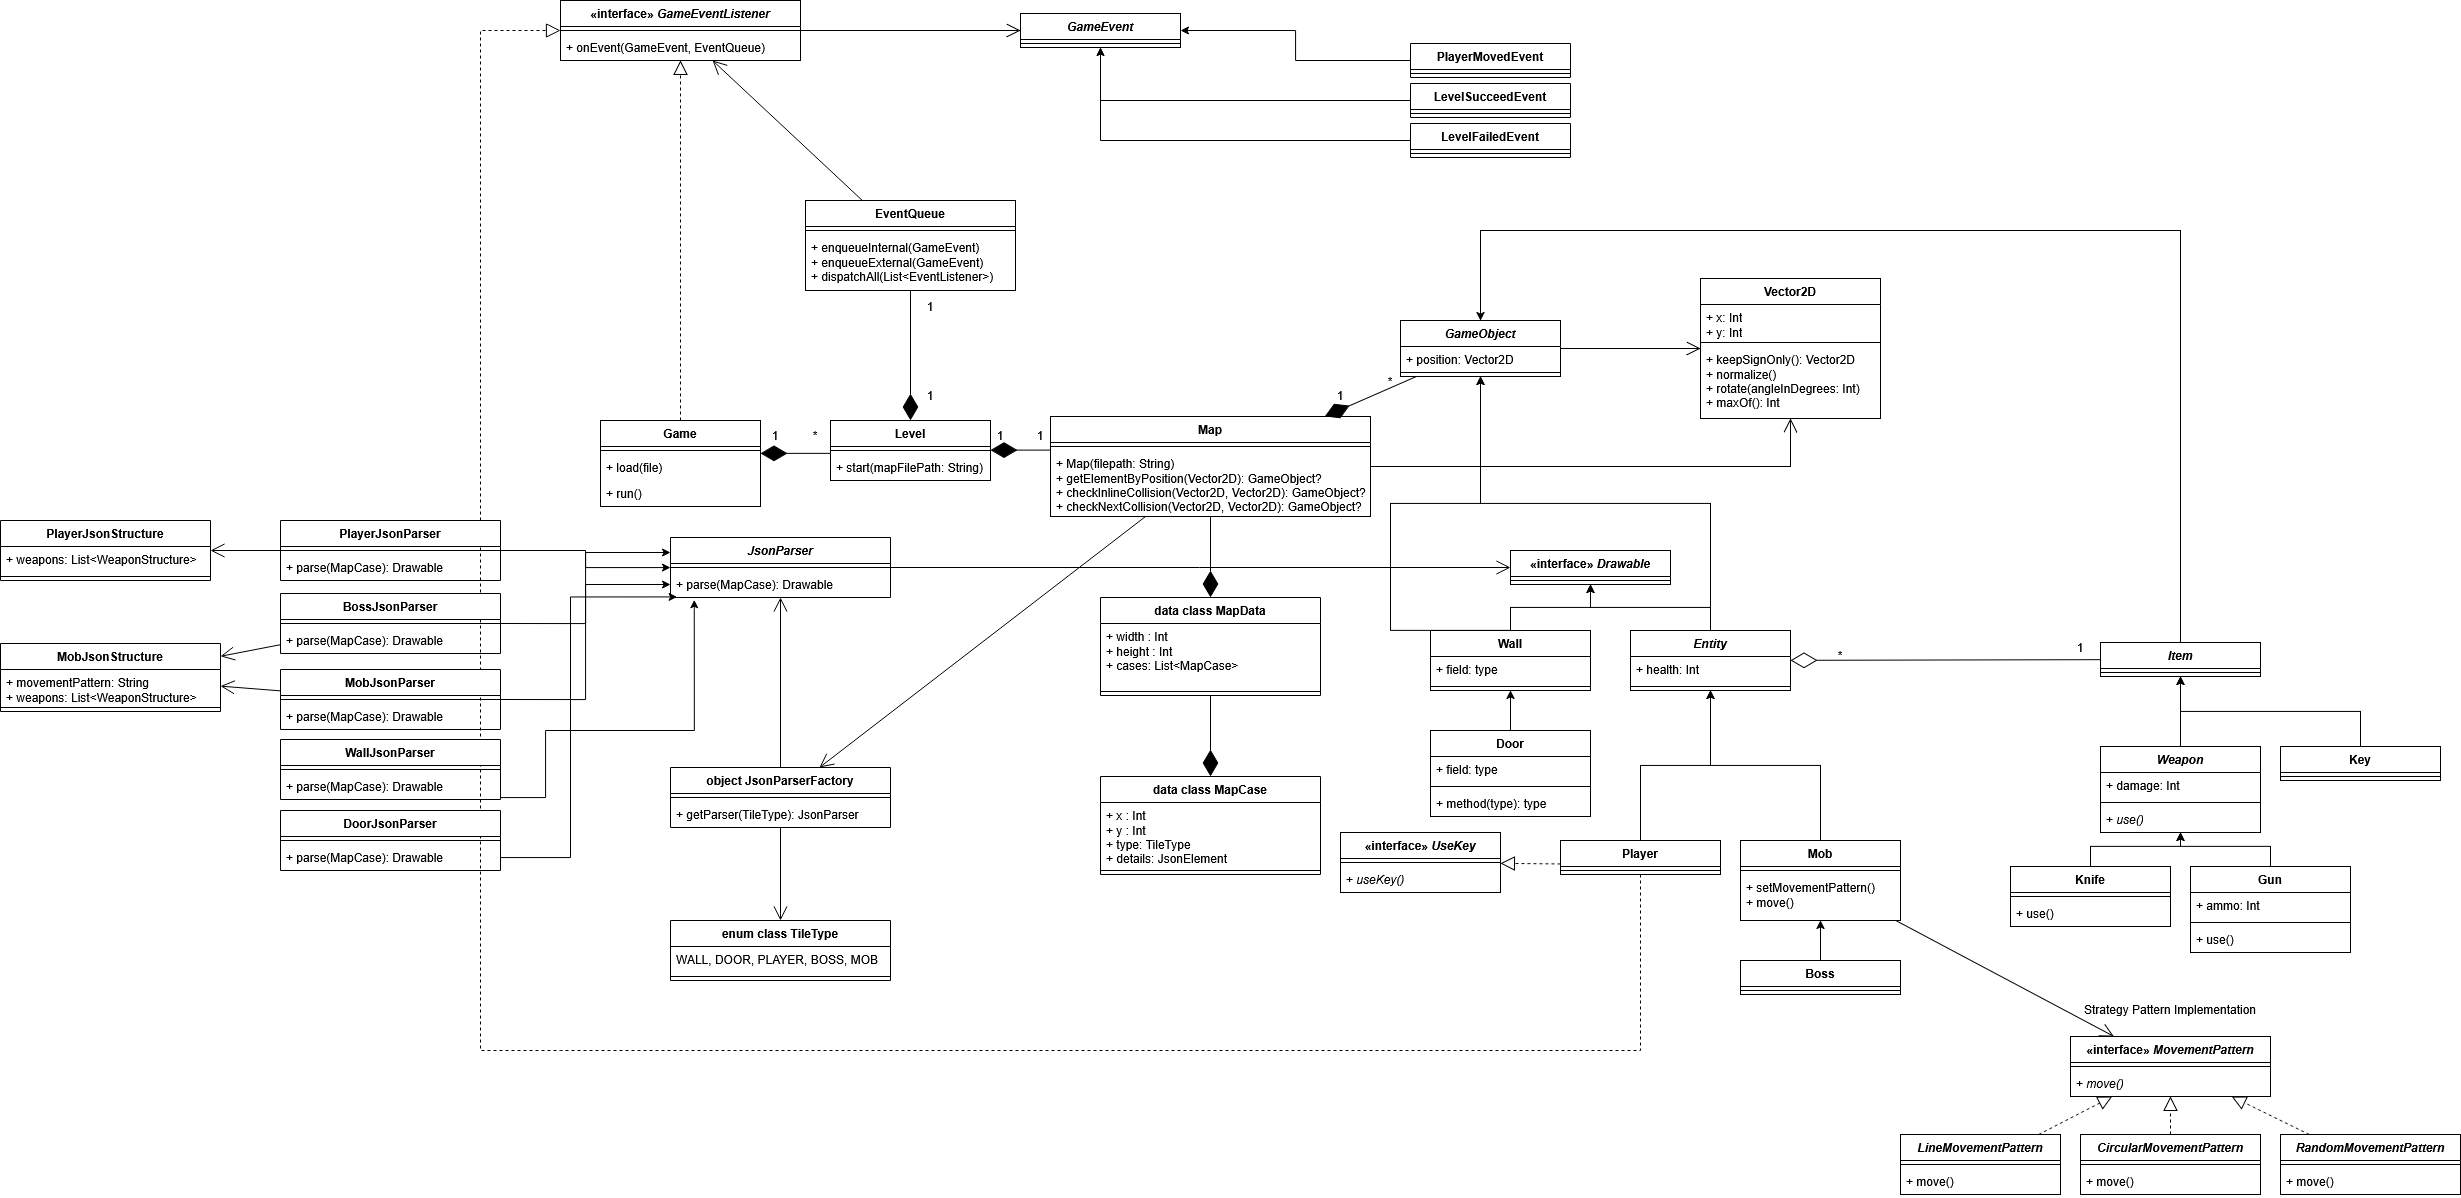 «interface» GameEventListener
+ onEvent(GameEvent, EventQueue)
GameEvent
PlayerMovedEvent
LevelSucceedEvent
LevelFailedEvent
EventQueue
+ enqueueInternal(GameEvent)
+ enqueueExternal(GameEvent)
+ dispatchAll(List<EventListener>)
1
1
Vector2D
+ x: Int
+ y: Int
+ keepSignOnly(): Vector2D
+ normalize()
+ rotate(angleInDegrees: Int)
+ maxOf(): Int
GameObject
+ position: Vector2D
*
1
Game
+ load(file)
+ run()
1
*
Level
+ start(mapFilePath: String)
1
1
Map
+ Map(filepath: String)
+ getElementByPosition(Vector2D): GameObject?
+ checkInlineCollision(Vector2D, Vector2D): GameObject?
+ checkNextCollision(Vector2D, Vector2D): GameObject?
PlayerJsonStructure
+ weapons: List<WeaponStructure>
PlayerJsonParser
+ parse(MapCase): Drawable
JsonParser
+ parse(MapCase): Drawable
«interface» Drawable
BossJsonParser
+ parse(MapCase): Drawable
MobJsonStructure
+ movementPattern: String
+ weapons: List<WeaponStructure>
MobJsonParser
+ parse(MapCase): Drawable
WallJsonParser
+ parse(MapCase): Drawable
DoorJsonParser
+ parse(MapCase): Drawable
data class MapData
+ width : Int
+ height : Int
+ cases: List<MapCase>
Wall
+ field: type
Entity
+ health: Int
*
1
Item
Door
+ field: type
+ method(type): type
Weapon
+ damage: Int
+ use()
Key
object JsonParserFactory
+ getParser(TileType): JsonParser
data class MapCase
+ x : Int
+ y : Int
+ type: TileType
+ details: JsonElement
«interface» UseKey
+ useKey()
Player
Mob
+ setMovementPattern()
+ move()
Knife
+ use()
Gun
+ ammo: Int
+ use()
enum class TileType
WALL, DOOR, PLAYER, BOSS, MOB
Boss
Strategy Pattern Implementation
«interface» MovementPattern
+ move()
LineMovementPattern
+ move()
CircularMovementPattern
+ move()
RandomMovementPattern
+ move()